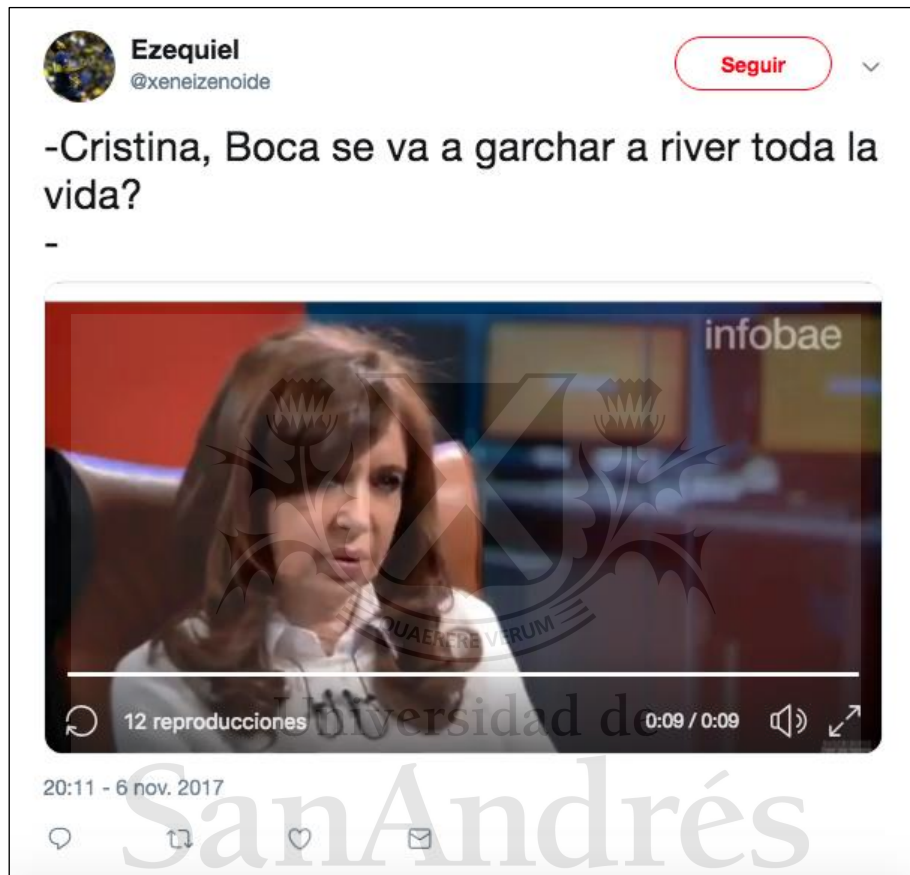 Ezequiel
@xeneizenoide
Seguir
-Cristina, Boca se va a garchar a river toda la
vida?
-
infobae
QUAERERE VERUM
12 reproducciones
0:09 / 0:09
Universidad de
SanAndrés
20:11 - 6 nov. 2017